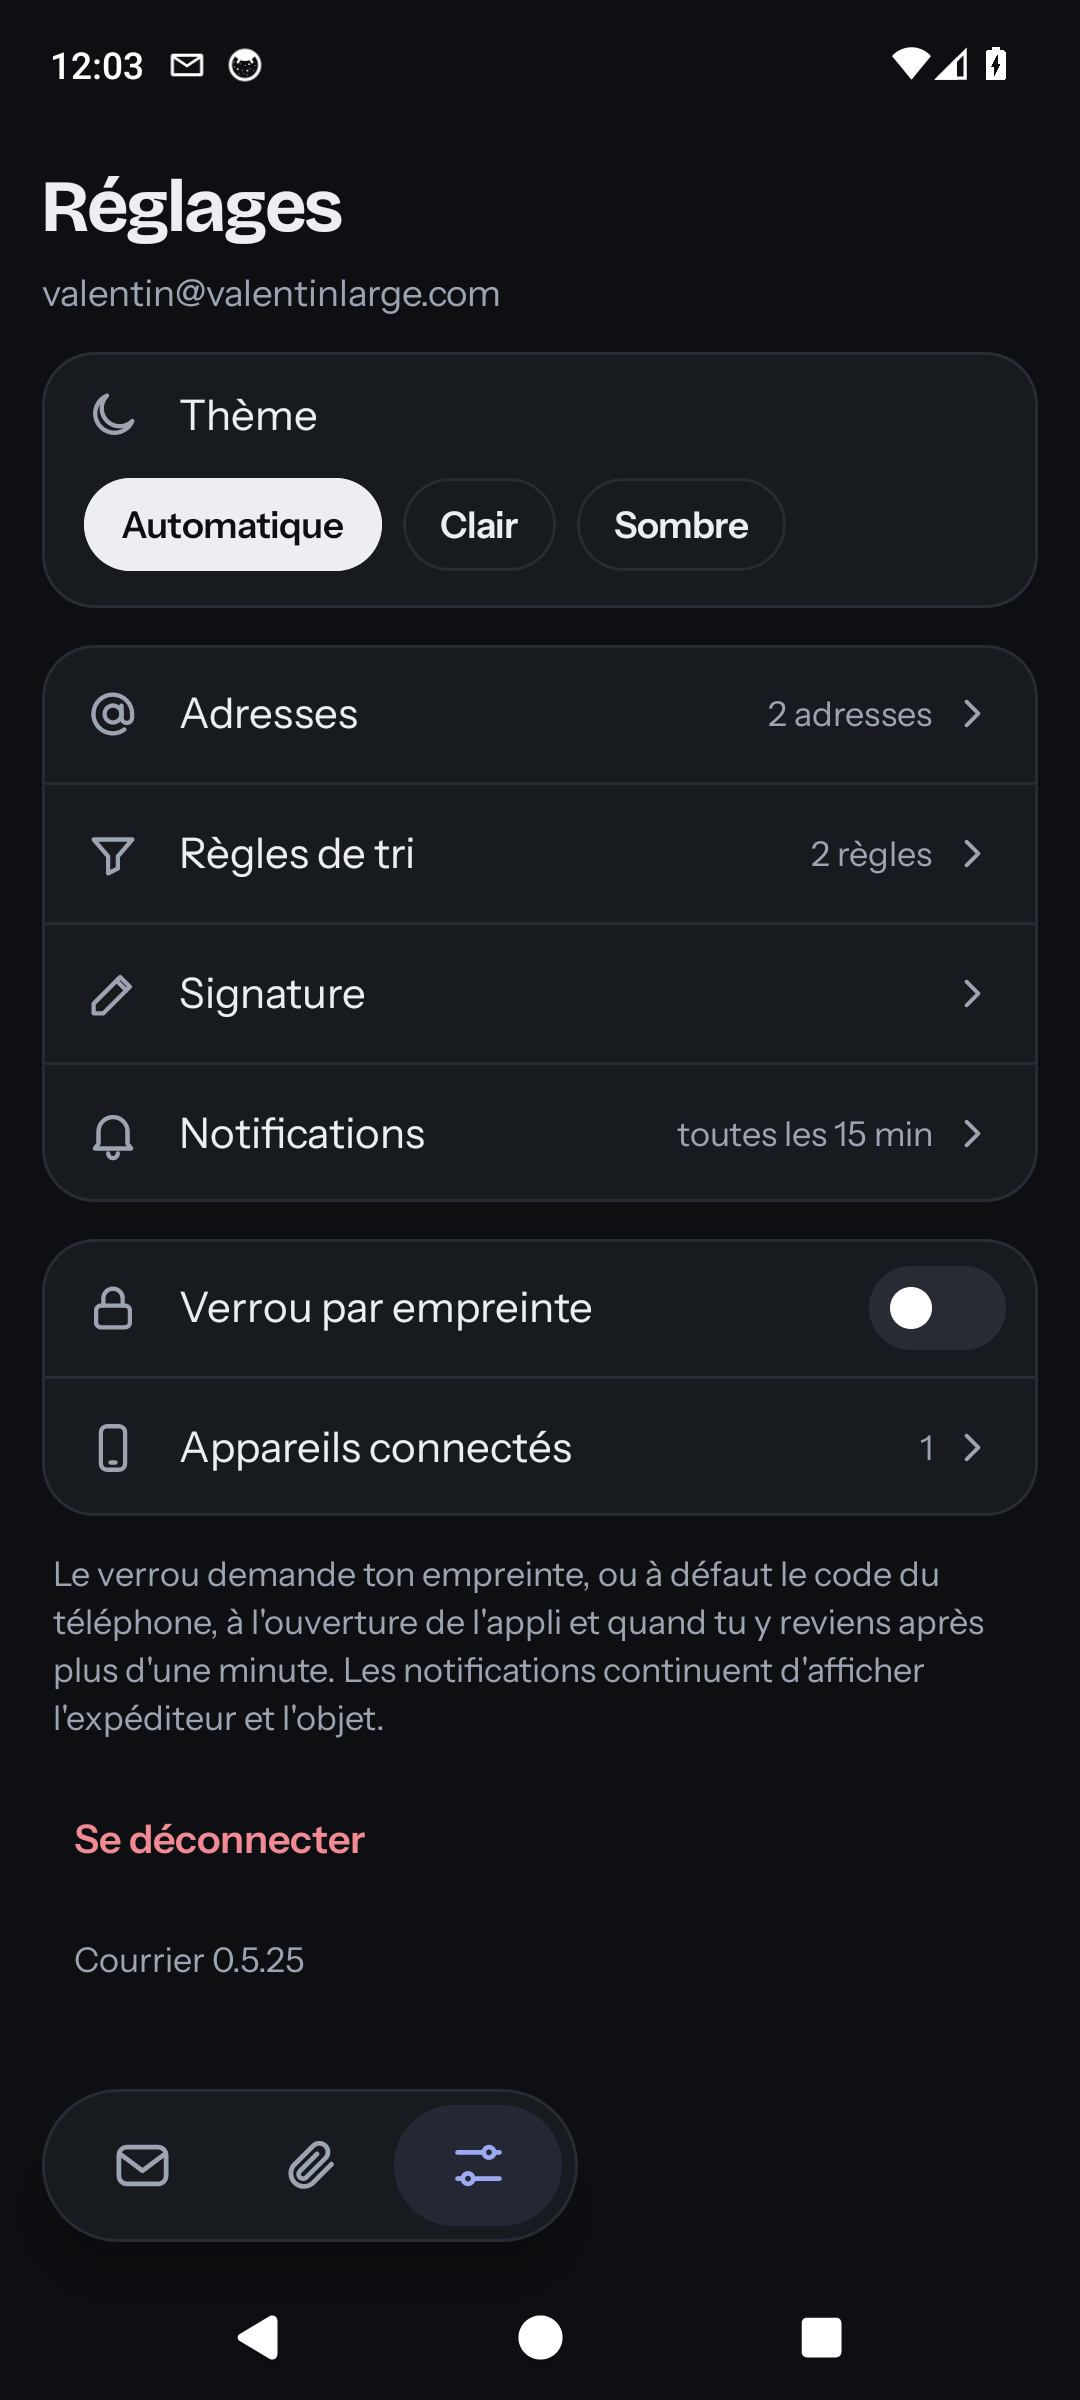 12:03
Réglages
valentin@valentinlarge.com
Thème
Automatique Clair Sombre
Adresses 2 adresses
Règles de tri 2 règles
Signature
Notifications toutes les 15 min
Verrou par empreinte
Appareils connectés 1
Le verrou demande ton empreinte, ou à défaut le code du
téléphone, à l'ouverture de l'appli et quand tu y reviens après
plus d'une minute. Les notifications continuent d'afficher
l'expéditeur et l'objet.
Se déconnecter
Courrier 0.5.25